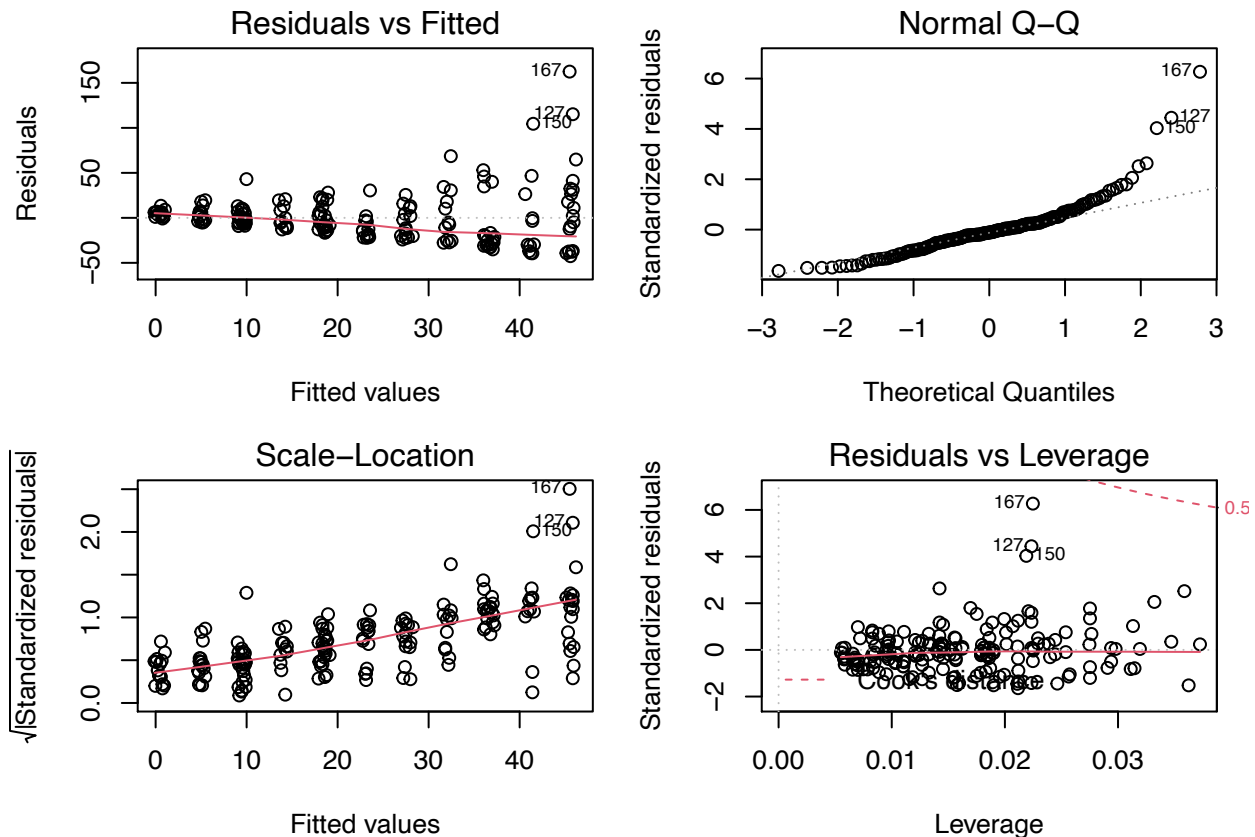 Residuals vs Fitted
Residuals
150
50
0
−50
167
127
150
0 10 20 30 40
Fitted values
Normal Q−Q
Standardized residuals
6
4
2
0
167
127
150
−3 −2 −1 0 1 2 3
Theoretical Quantiles
Scale−Location
√|Standardized residuals|
2.0
1.0
0.0
167
127
150
0 10 20 30 40
Fitted values
Residuals vs Leverage
Standardized residuals
6
4
2
0
−2
167
127
150
0.5
Cook's distance
0.00 0.01 0.02 0.03
Leverage